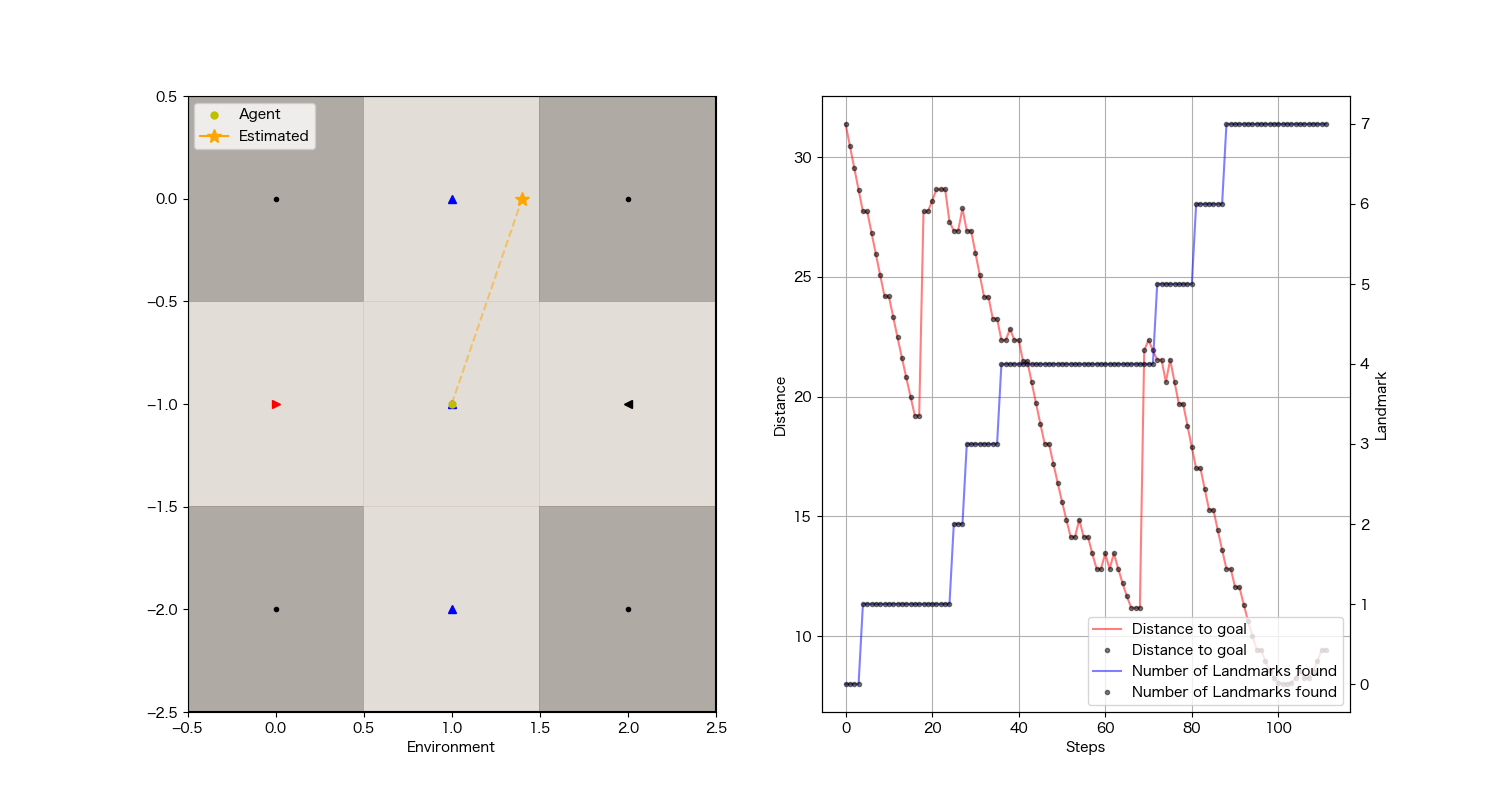 0.5
Agent
Estimated
0.0
−0.5
−1.0
−1.5
−2.0
−2.5
−0.5 0.0 0.5 1.0 1.5 2.0 2.5
Environment
30
25
20
15
10
Distance
7
6
5
4
3
2
1
0
Landmark
Distance to goal
Distance to goal
Number of Landmarks found
Number of Landmarks found
0 20 40 60 80 100
Steps